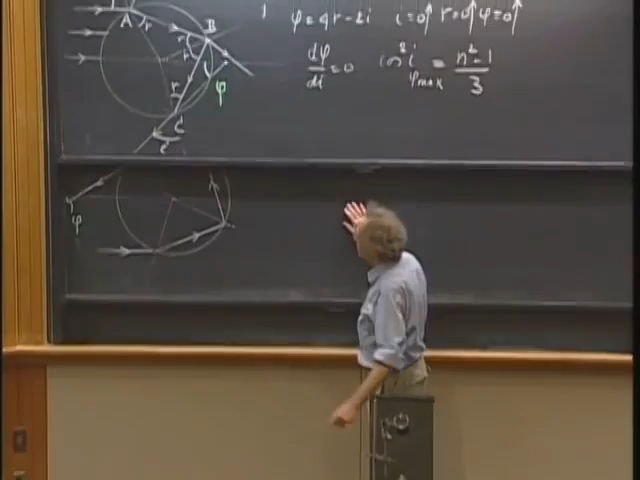 A r B
φ=4r-2i i=0↑ r=0↑ φ=0↑
r
r
dφ/di=0 cos²i φmax = n²-1/3
r
i
φ
C
i
φ